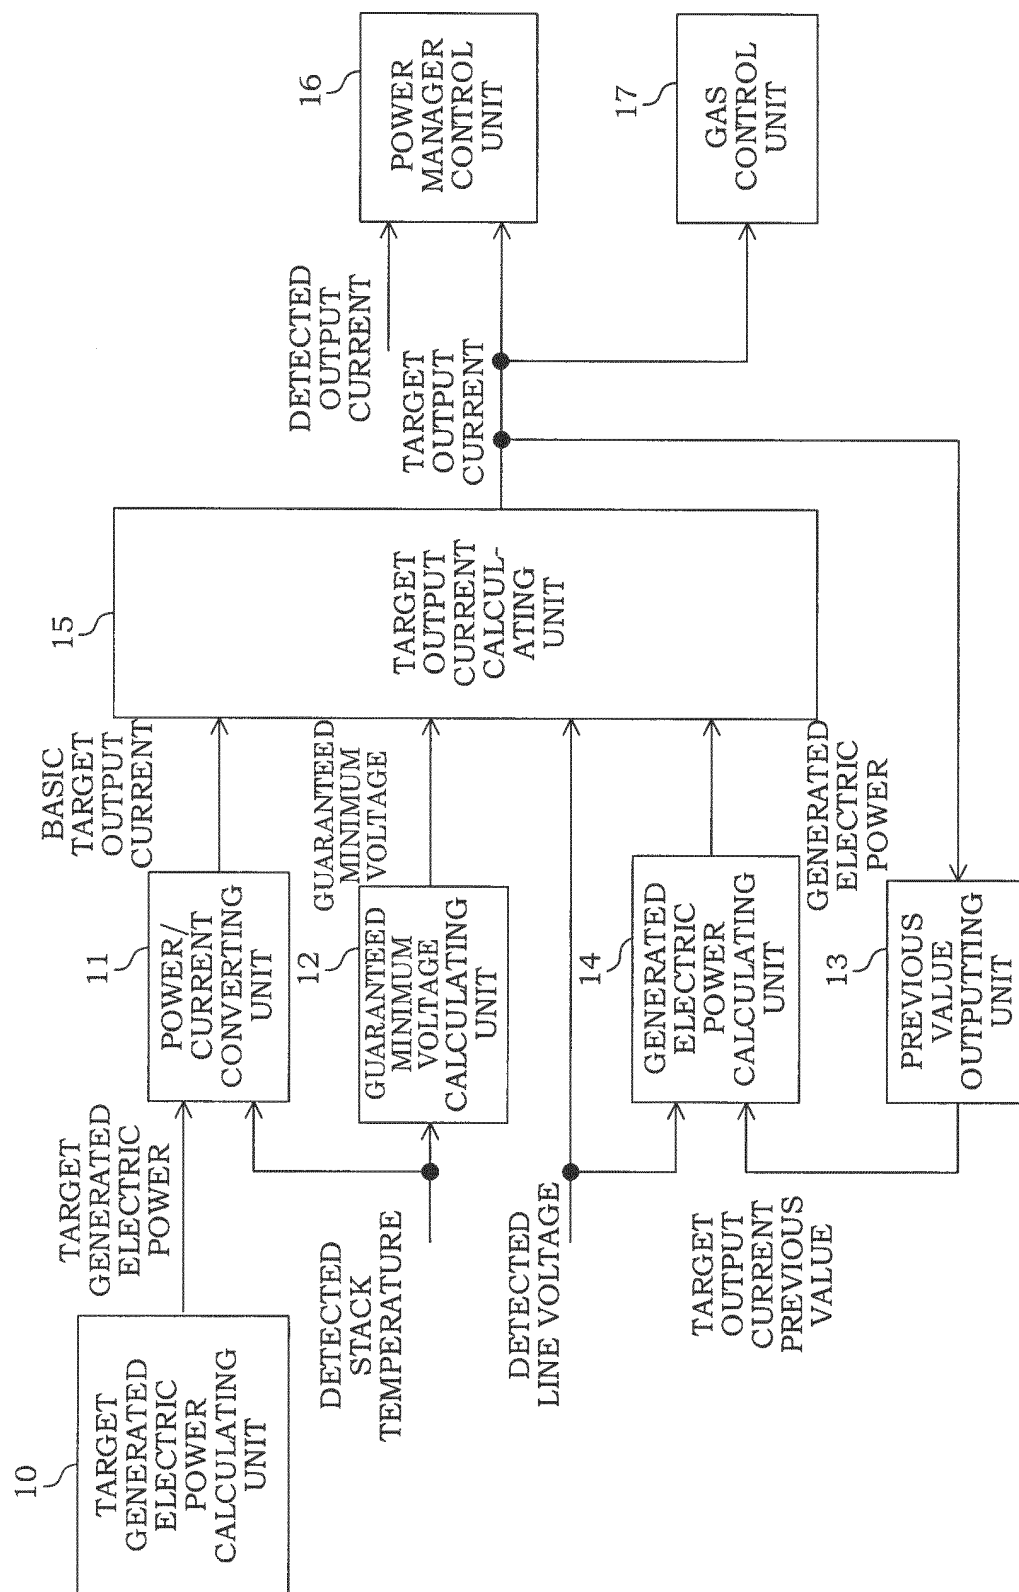 10
TARGET
GENERATED
ELECTRIC
POWER
CALCULATING
UNIT
TARGET
GENERATED
ELECTRIC
POWER
DETECTED
STACK
TEMPERATURE
DETECTED
LINE VOLTAGE
TARGET
OUTPUT
CURRENT
PREVIOUS
VALUE
11
POWER/
CURRENT
CONVERTING
UNIT
12
GUARANTEED
MINIMUM
VOLTAGE
CALCULATING
UNIT
14
GENERATED
ELECTRIC
POWER
CALCULATING
UNIT
13
PREVIOUS
VALUE
OUTPUTTING
UNIT
BASIC
TARGET
OUTPUT
CURRENT
GUARANTEED
MINIMUM
VOLTAGE
GENERATED
ELECTRIC
POWER
15
TARGET
OUTPUT
CURRENT
CALCUL-
ATING
UNIT
DETECTED
OUTPUT
CURRENT
TARGET
OUTPUT
CURRENT
16
POWER
MANAGER
CONTROL
UNIT
17
GAS
CONTROL
UNIT